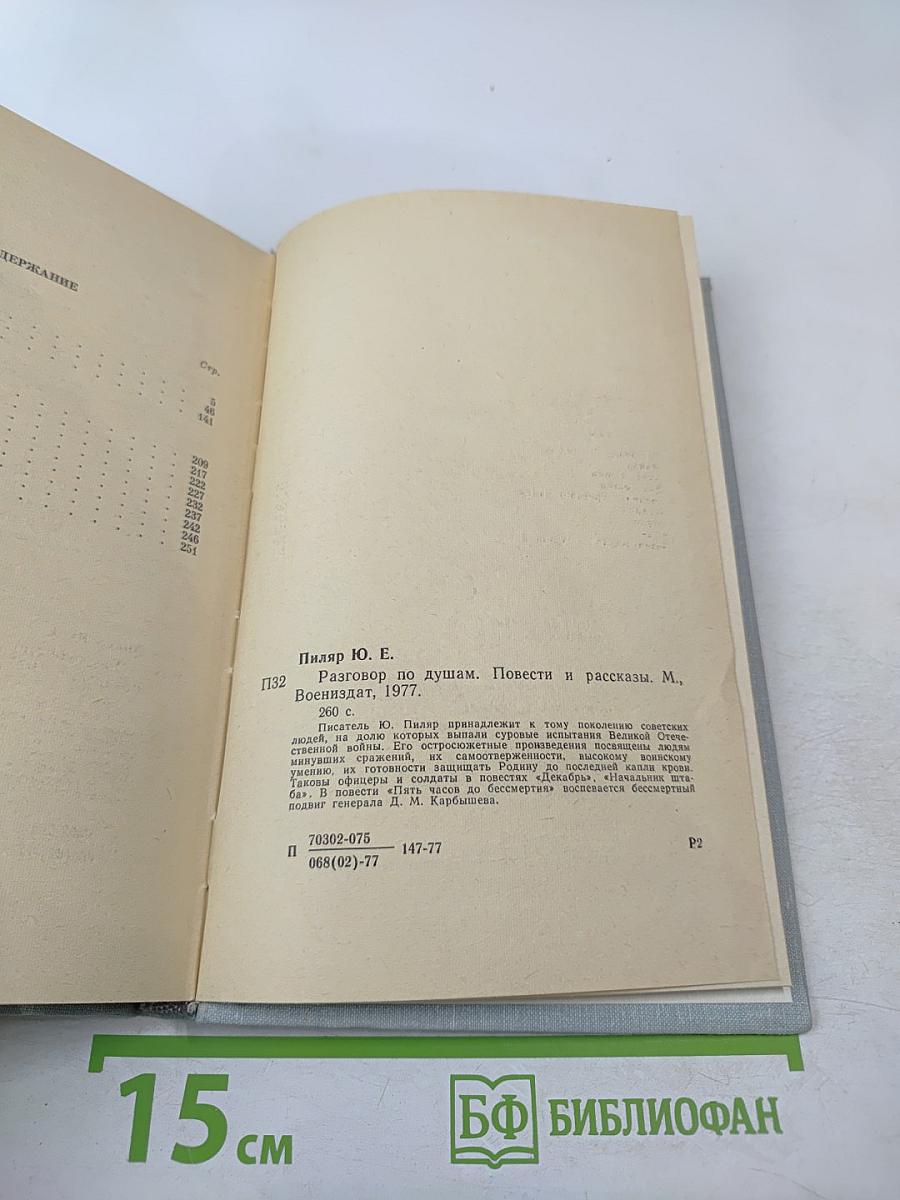 ДЕРЖАНИЕ
Стр.
5
46
141
209
217
222
227
232
237
242
246
251
Пиляр Ю. Е.
П32 Разговор по душам. Повести и рассказы. М.,
Воениздат, 1977.
260 с.
Писатель Ю. Пиляр принадлежит к тому поколению советских
людей, на долю которых выпали суровые испытания Великой Отече-
ственной войны. Его остросюжетные произведения посвящены людям
минувших сражений, их самоотверженности, высокому воинскому
умению, их готовности защищать Родину до последней капли крови.
Таковы офицеры и солдаты в повестях «Декабрь», «Начальник шта-
ба». В повести «Пять часов до бессмертия» воспевается бессмертный
подвиг генерала Д. М. Карбышева.
П 70302-075
068(02)-77 147-77 Р2
15 см БФ БИБЛИОФАН